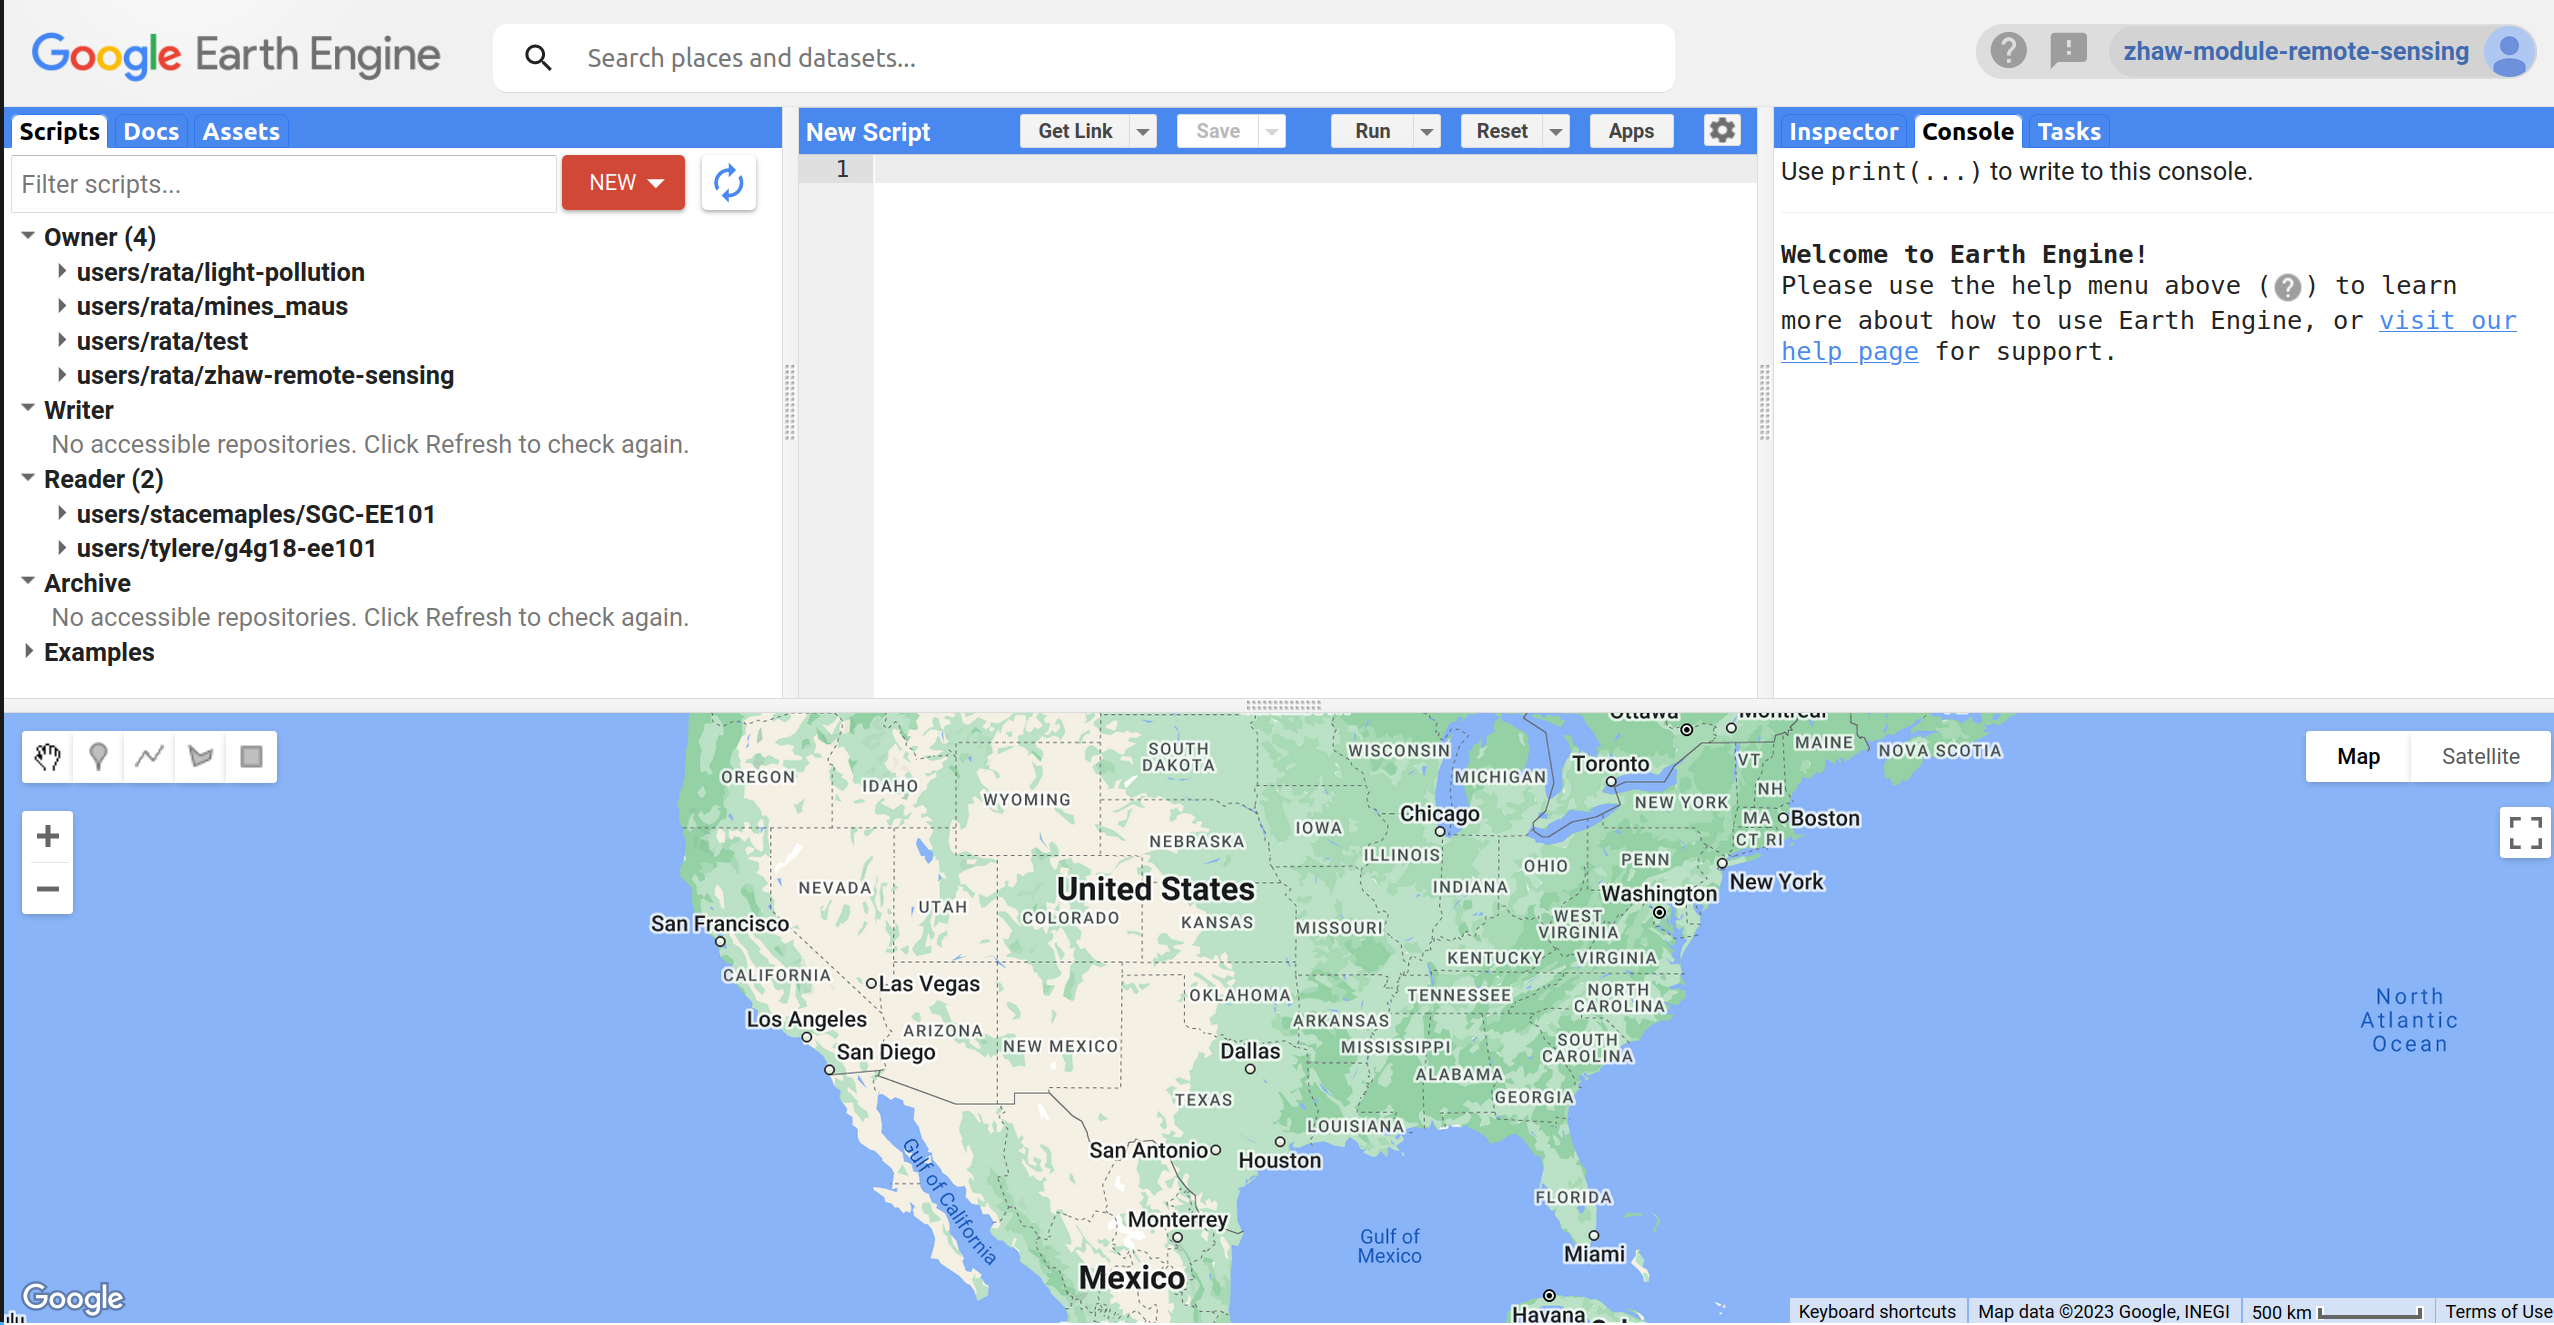 Google Earth Engine
Search places and datasets...
zhaw-module-remote-sensing
Scripts Docs Assets
Filter scripts...
NEW
Owner (4)
users/rata/light-pollution
users/rata/mines_maus
users/rata/test
users/rata/zhaw-remote-sensing
Writer
No accessible repositories. Click Refresh to check again.
Reader (2)
users/stacemaples/SGC-EE101
users/tylere/g4g18-ee101
Archive
No accessible repositories. Click Refresh to check again.
Examples
New Script
Get Link Save Run Reset Apps
1
Inspector Console Tasks
Use print(...) to write to this console.
Welcome to Earth Engine!
Please use the help menu above (?) to learn
more about how to use Earth Engine, or visit our
help page for support.
Map Satellite
Ottawa
Montreal
MAINE
NOVA SCOTIA
SOUTH
DAKOTA
WISCONSIN
OREGON
IDAHO
MICHIGAN
Toronto
VT
NH
WYOMING
NEW YORK
Chicago
MA
Boston
IOWA
NEBRASKA
CT RI
ILLINOIS
OHIO
PENN
NEVADA
United States
INDIANA
Washington
New York
UTAH
COLORADO
KANSAS
MISSOURI
WEST
VIRGINIA
San Francisco
CALIFORNIA
KENTUCKY
VIRGINIA
Las Vegas
OKLAHOMA
TENNESSEE
NORTH
CAROLINA
North
Atlantic
Ocean
Los Angeles
ARIZONA
ARKANSAS
San Diego
NEW MEXICO
Dallas
MISSISSIPPI
SOUTH
CAROLINA
ALABAMA
TEXAS
GEORGIA
LOUISIANA
San Antonio
Houston
Gulf of California
FLORIDA
Monterrey
Gulf of
Mexico
Miami
Mexico
Havana
Google
Keyboard shortcuts
Map data ©2023 Google, INEGI
500 km
Terms of Use